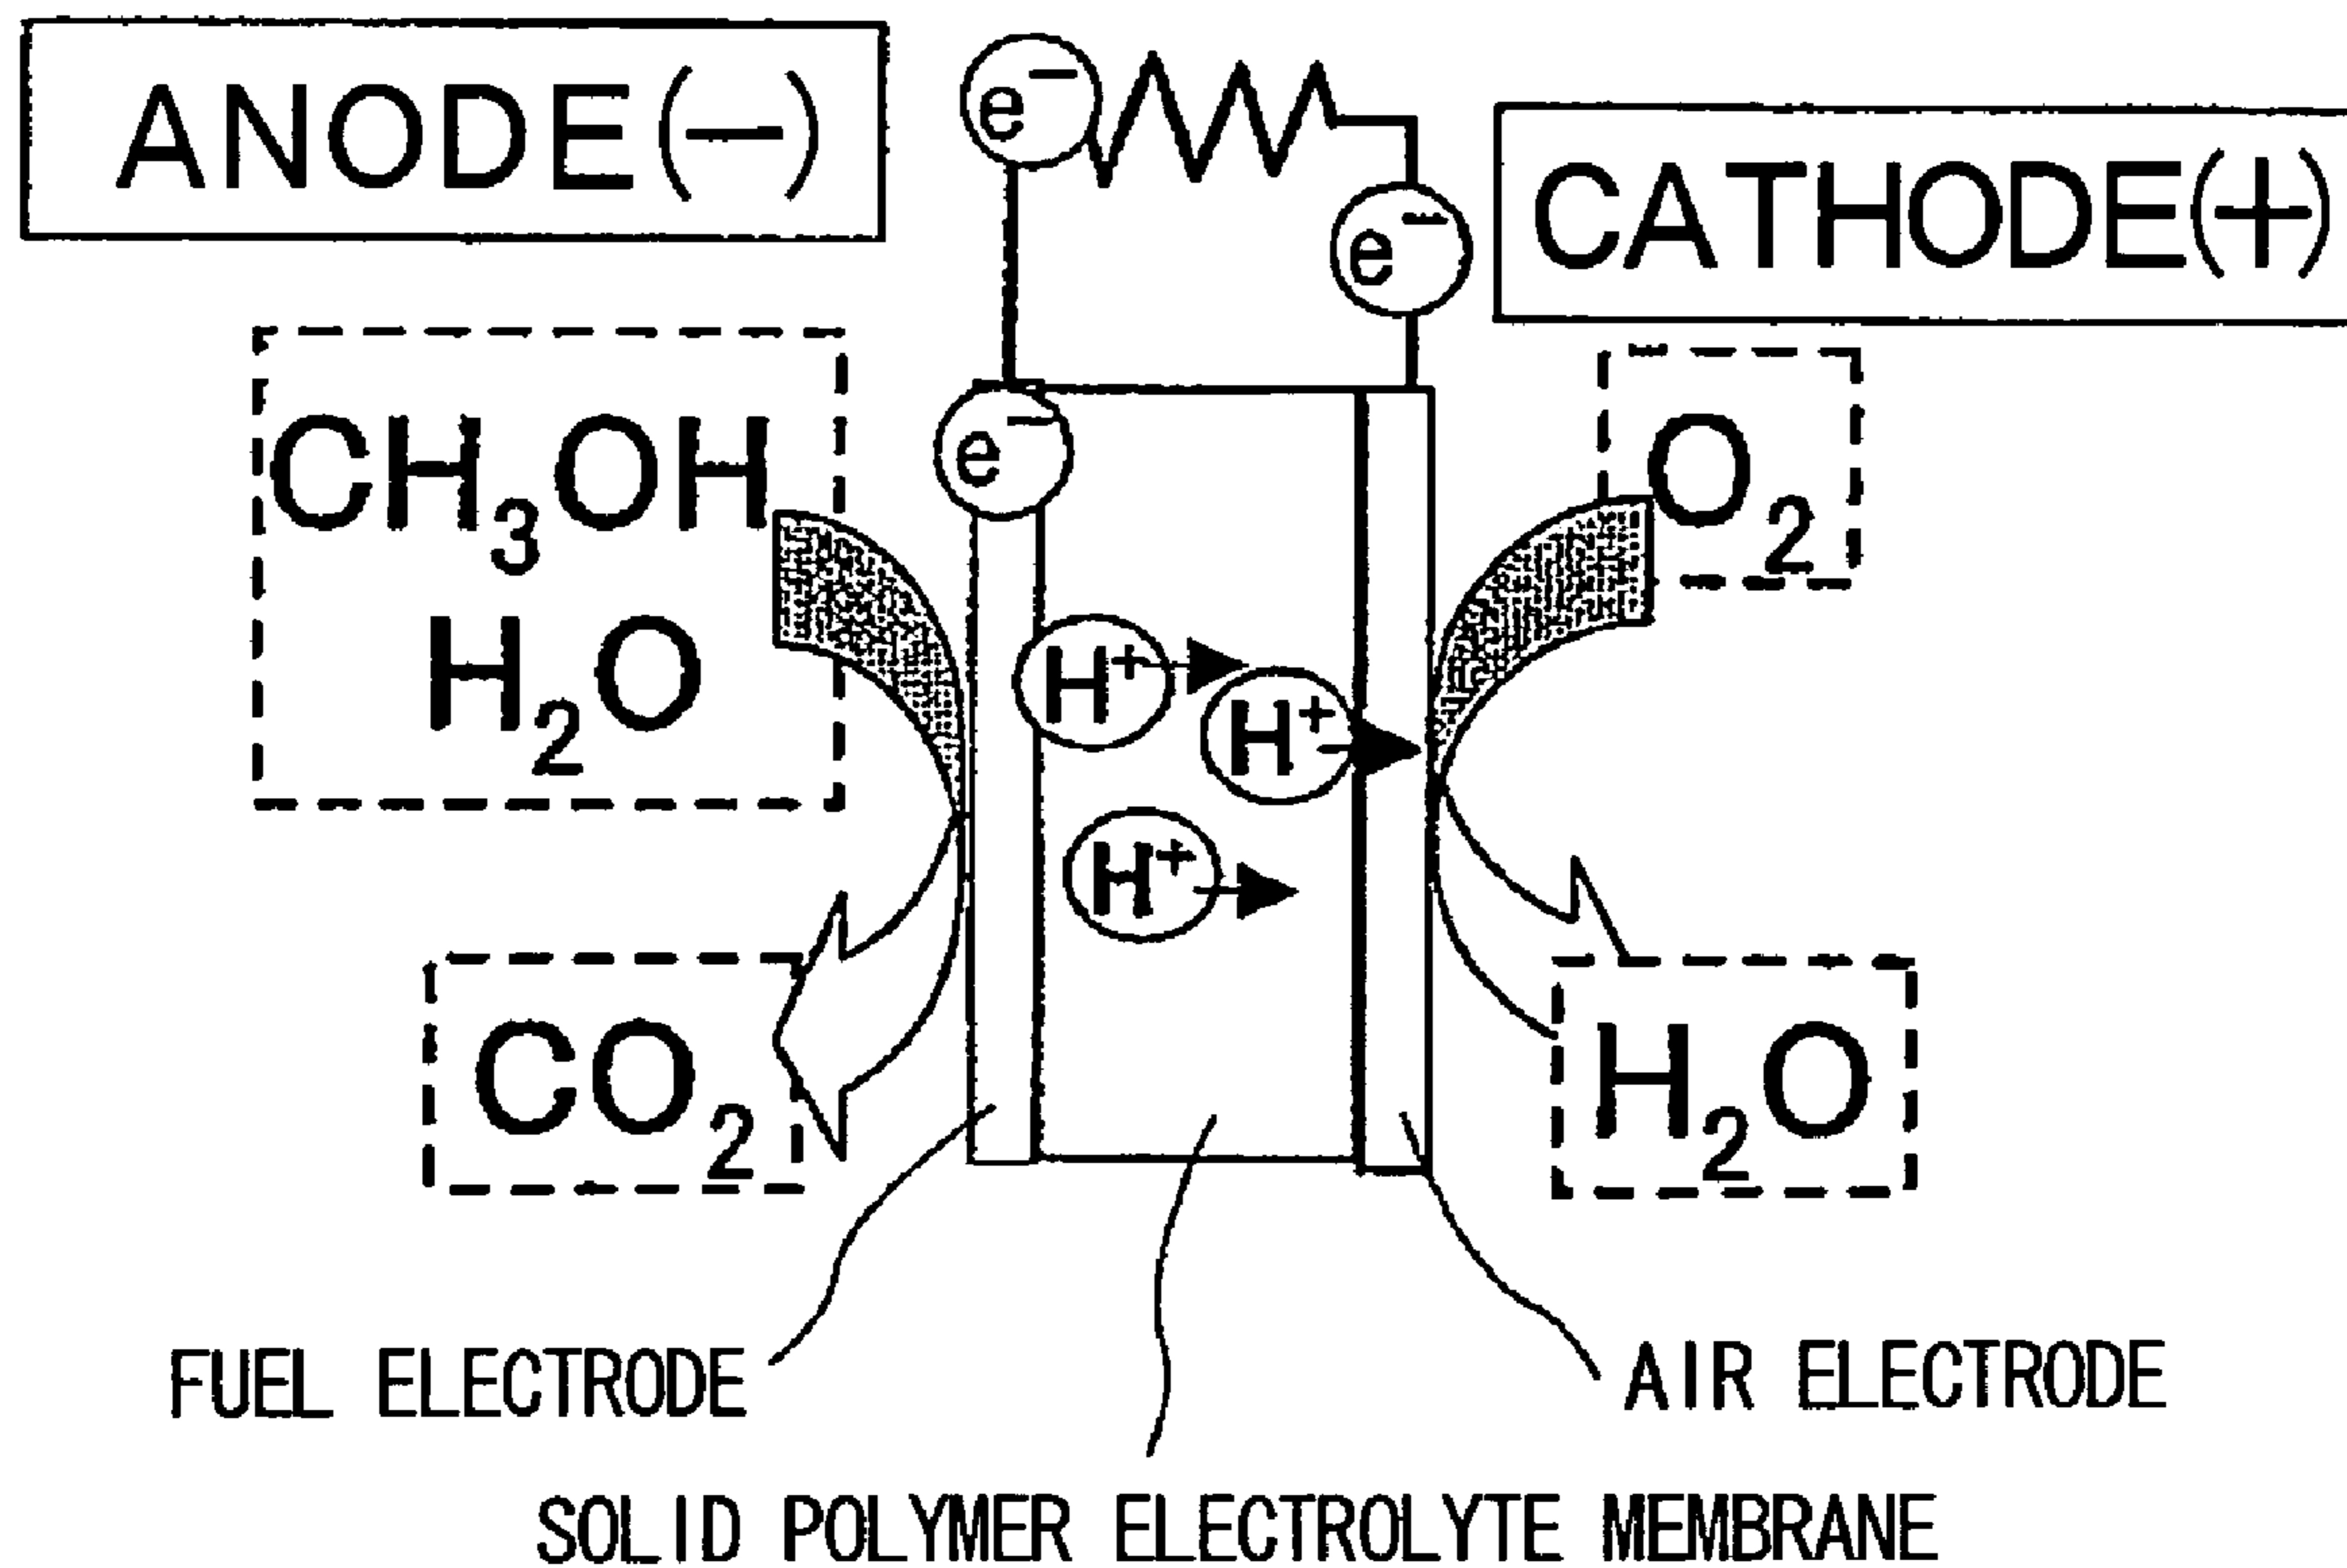 ANODE(−)
e⁻
CATHODE(+)
e⁻
e⁻
CH₃OH
O₂
H₂O
H⁺
H⁺
H⁺
CO₂
H₂O
FUEL ELECTRODE
AIR ELECTRODE
SOLID POLYMER ELECTROLYTE MEMBRANE